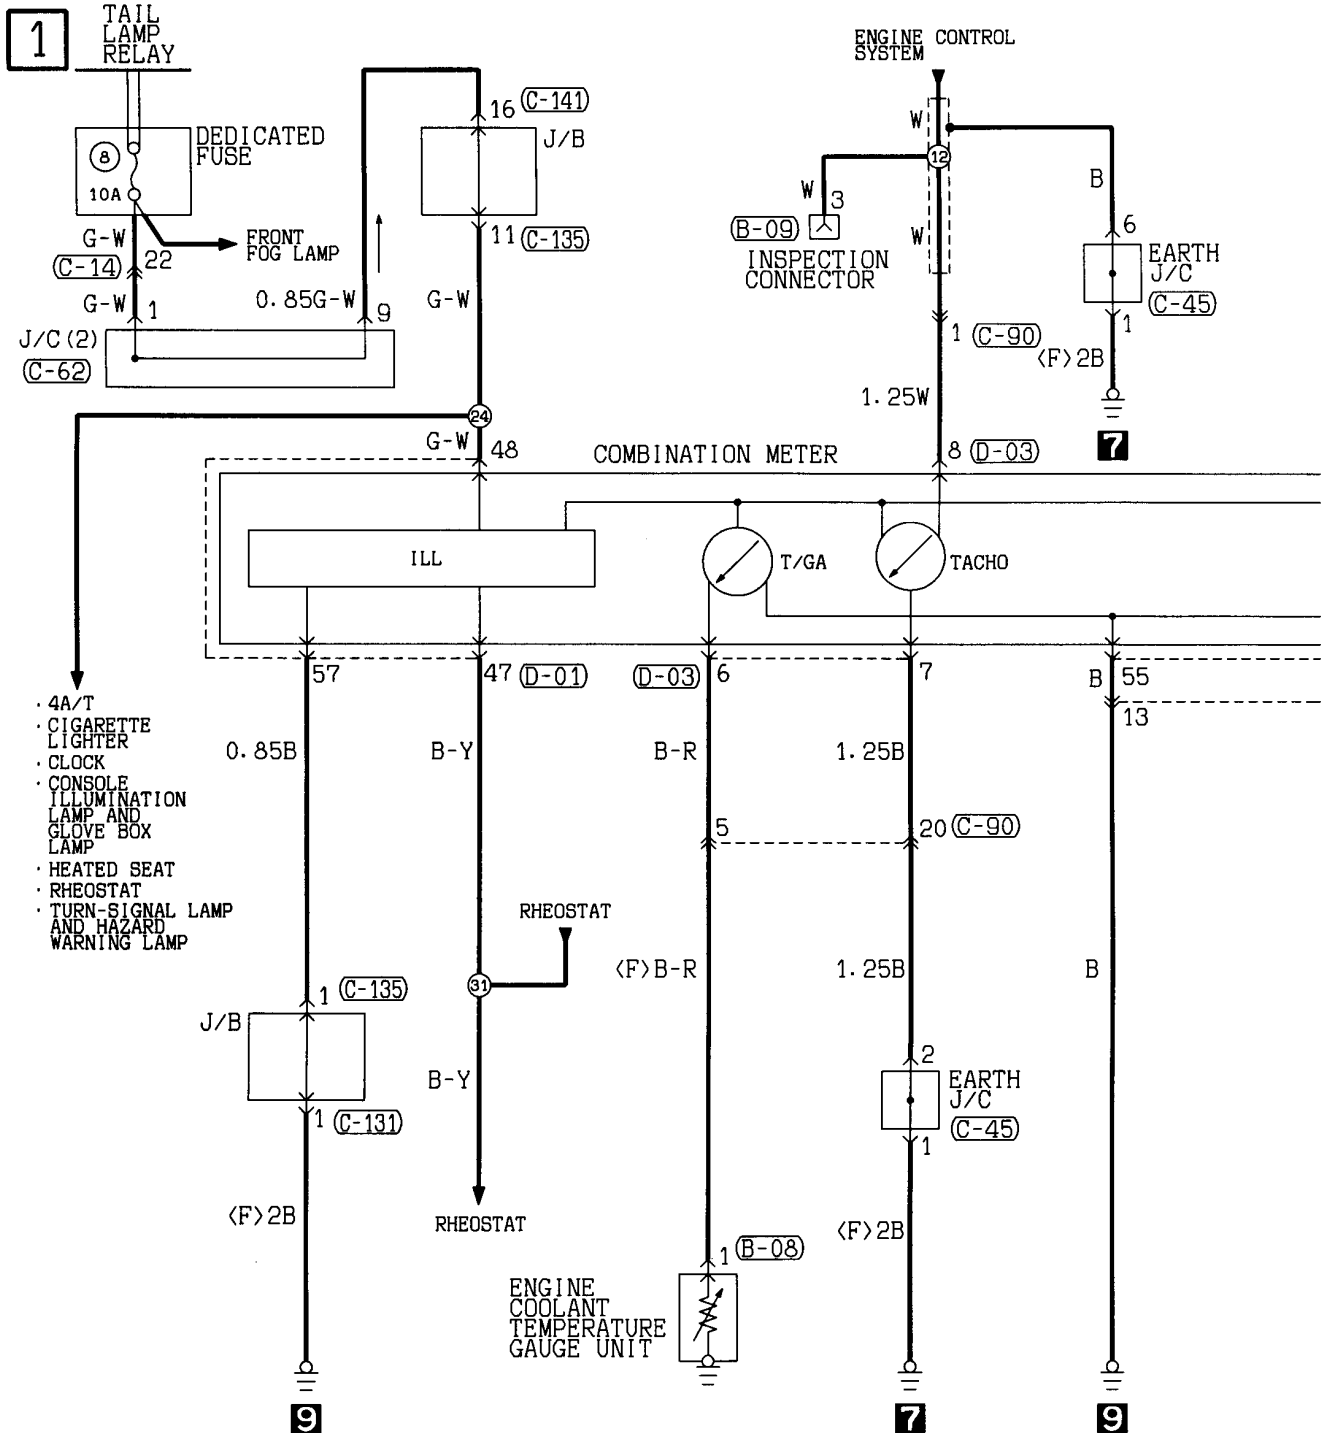 1
TAIL
LAMP
RELAY
DEDICATED
FUSE
8
10A
G-W
FRONT
FOG LAMP
C-14
22
G-W
1
0.85G-W
9
J/C(2)
C-62
16
C-141
J/B
11
C-135
G-W
24
G-W
48
ENGINE CONTROL
SYSTEM
W
12
W
3
B-09
INSPECTION
CONNECTOR
W
B
6
EARTH
J/C
C-45
1
<F>2B
7
1
C-90
1.25W
8
D-03
COMBINATION METER
ILL
T/GA
TACHO
57
47
D-01
D-03
6
7
B
55
13
· 4A/T
· CIGARETTE
LIGHTER
· CLOCK
· CONSOLE
ILLUMINATION
LAMP AND
GLOVE BOX
LAMP
· HEATED SEAT
· RHEOSTAT
· TURN-SIGNAL LAMP
AND HAZARD
WARNING LAMP
0.85B
B-Y
B-R
1.25B
5
20
C-90
RHEOSTAT
31
<F>B-R
1.25B
B
1
C-135
J/B
1
C-131
B-Y
2
EARTH
J/C
C-45
1
<F>2B
RHEOSTAT
<F>2B
1
B-08
ENGINE
COOLANT
TEMPERATURE
GAUGE UNIT
9
7
9